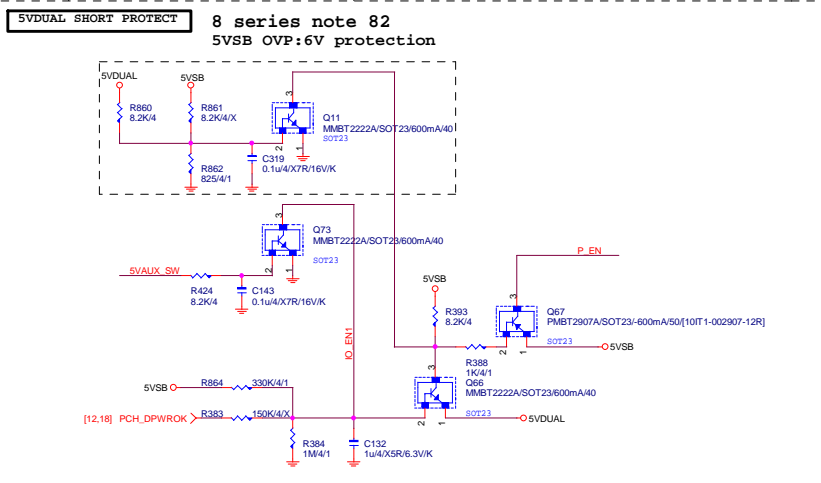 5VDUAL SHORT PROTECT
8 series note 82
5VSB OVP:6V protection
5VDUAL
5VSB
R860
8.2K/4
R861
8.2K/4/X
3
Q11
MMBT2222A/SOT23/600mA/40
SOT23
2
1
C319
0.1u/4/X7R/16V/K
R862
825/4/1
3
Q73
MMBT2222A/SOT23/600mA/40
SOT23
2
1
5VAUX_SW
R424
8.2K/4
C143
0.1u/4/X7R/16V/K
P_EN
5VSB
R393
8.2K/4
3
Q67
PMBT2907A/SOT23/-600mA/50/[10IT1-002907-12R]
SOT23
2
1
5VSB
IO_EN1
R388
1K/4/1
3
Q66
MMBT2222A/SOT23/600mA/40
SOT23
2
1
5VDUAL
5VSB
R864
330K/4/1
[12,18] PCH_DPWROK
R383
150K/4/X
R384
1M/4/1
C132
1u/4/X5R/6.3V/K